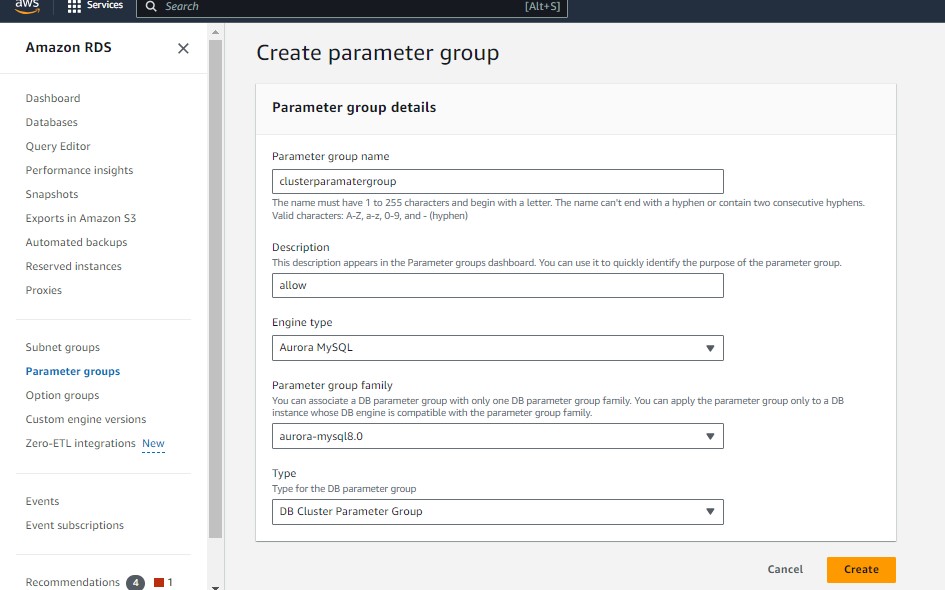 aws
Services
Search
[Alt+S]
Amazon RDS
Dashboard
Databases
Query Editor
Performance insights
Snapshots
Exports in Amazon S3
Automated backups
Reserved instances
Proxies
Subnet groups
Parameter groups
Option groups
Custom engine versions
Zero-ETL integrations New
Events
Event subscriptions
Recommendations 4 1
Create parameter group
Parameter group details
Parameter group name
clusterparamatergroup
The name must have 1 to 255 characters and begin with a letter. The name can't end with a hyphen or contain two consecutive hyphens.
Valid characters: A-Z, a-z, 0-9, and - (hyphen)
Description
This description appears in the Parameter groups dashboard. You can use it to quickly identify the purpose of the parameter group.
allow
Engine type
Aurora MySQL
Parameter group family
You can associate a DB parameter group with only one DB parameter group family. You can apply the parameter group only to a DB
instance whose DB engine is compatible with the parameter group family.
aurora-mysql8.0
Type
Type for the DB parameter group
DB Cluster Parameter Group
Cancel
Create